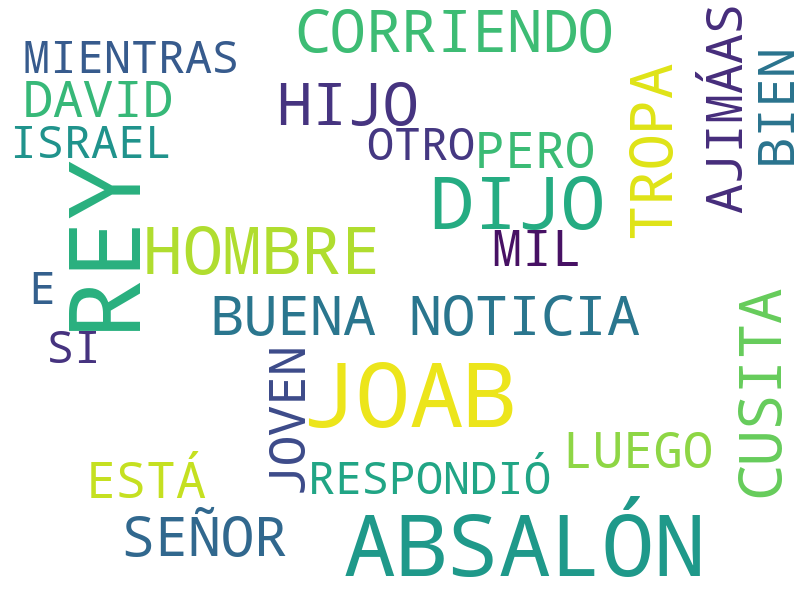 CORRIENDO
MIENTRAS
DAVID
HIJO
ISRAEL
OTRO
PERO
TROPA
AJIMÁAS
BIEN
REY
DIJO
HOMBRE
MIL
E
BUENA NOTICIA
SI
JOVEN
JOAB
CUSITA
LUEGO
ESTÁ
RESPONDIÓ
SEÑOR
ABSALÓN